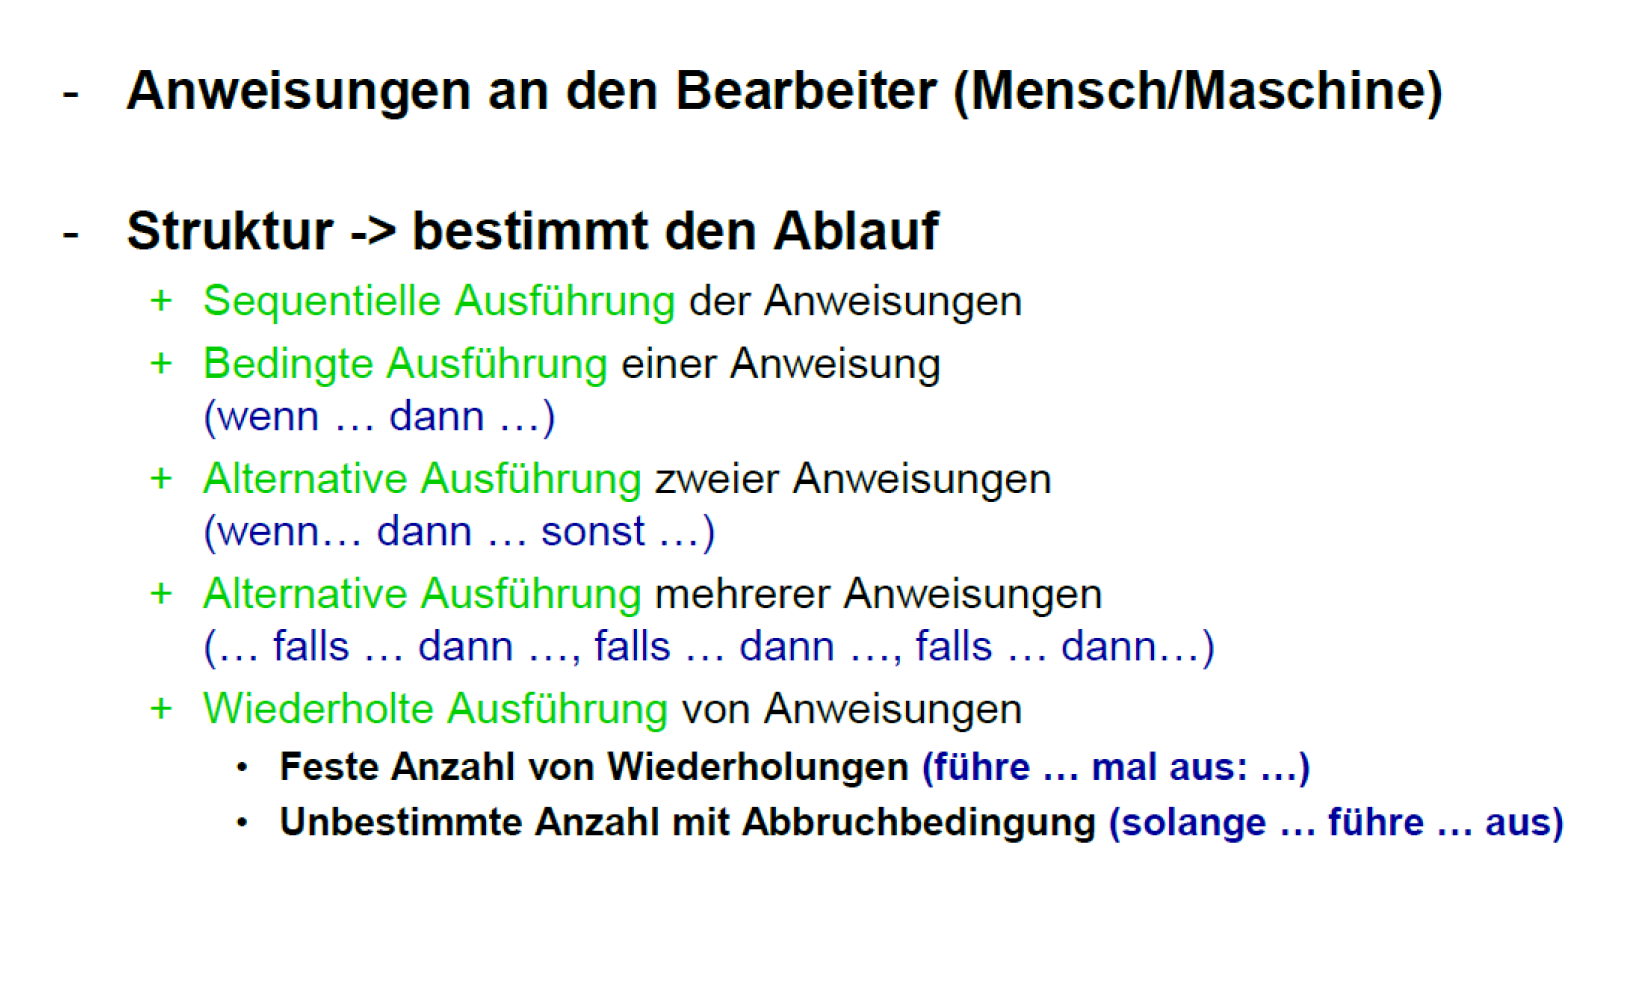 - Anweisungen an den Bearbeiter (Mensch/Maschine)
- Struktur -> bestimmt den Ablauf
+ Sequentielle Ausführung der Anweisungen
+ Bedingte Ausführung einer Anweisung
(wenn … dann …)
+ Alternative Ausführung zweier Anweisungen
(wenn… dann … sonst …)
+ Alternative Ausführung mehrerer Anweisungen
(… falls … dann …, falls … dann …, falls … dann…)
+ Wiederholte Ausführung von Anweisungen
• Feste Anzahl von Wiederholungen (führe … mal aus: …)
• Unbestimmte Anzahl mit Abbruchbedingung (solange … führe … aus)